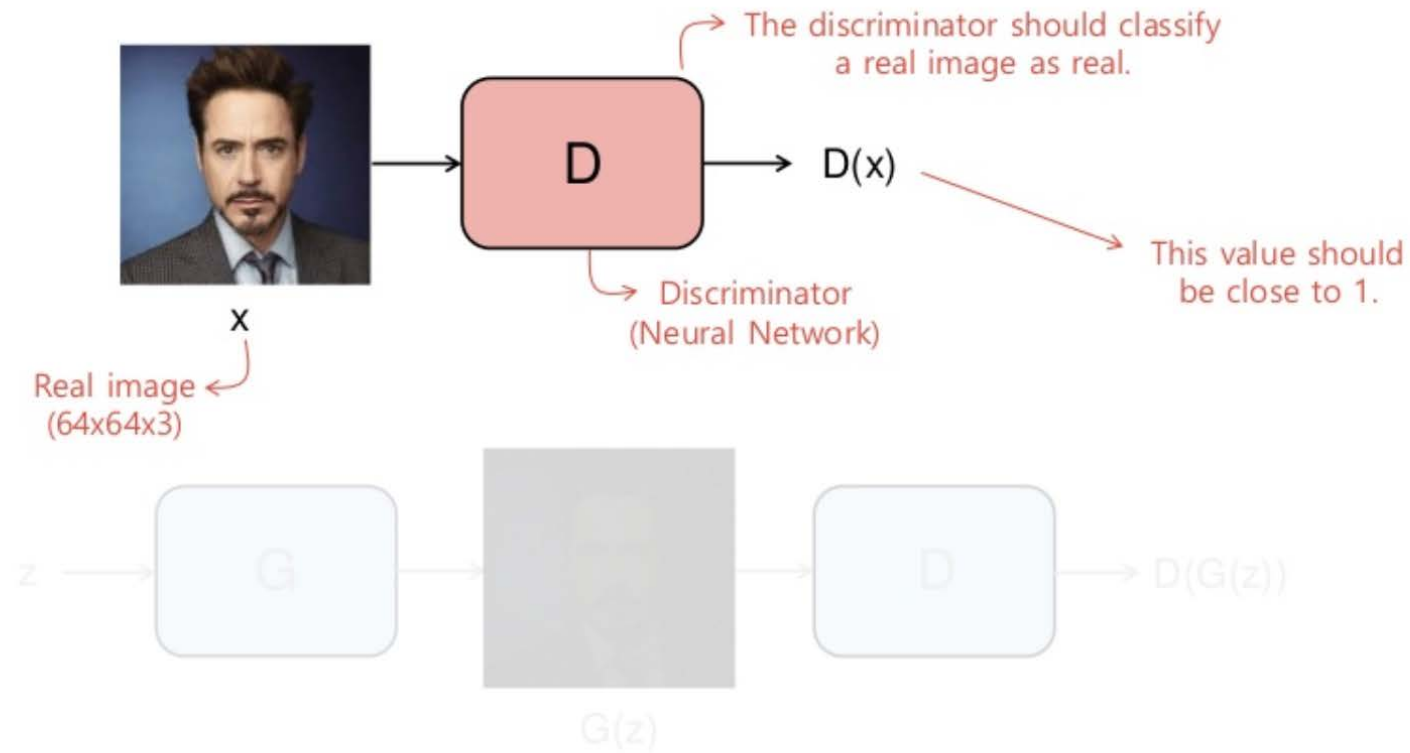 The discriminator should classify
a real image as real.
D
D(x)
This value should
be close to 1.
Discriminator
(Neural Network)
x
Real image
(64x64x3)
z
G
D
D(G(z))
G(z)